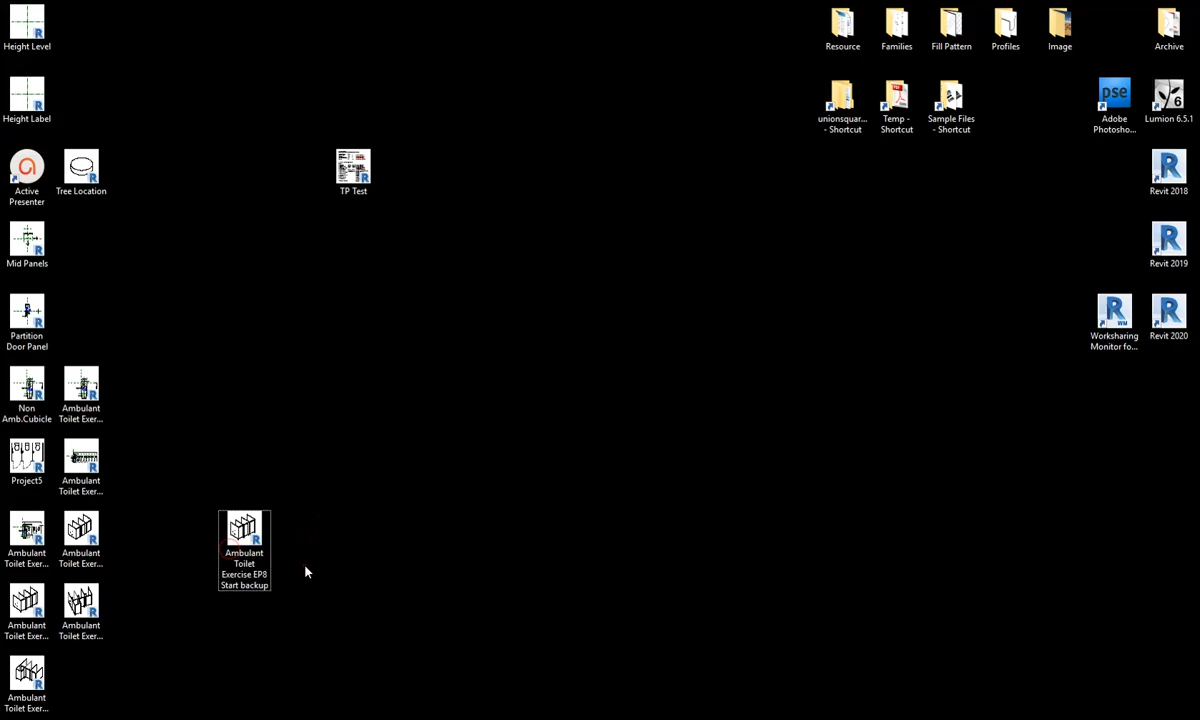 Height Level
Resource
Families
Fill Pattern
Profiles
Image
Archive
Height Label
unionsquar...
- Shortcut
Temp -
Shortcut
Sample Files
- Shortcut
pse
Adobe
Photosho...
6
Lumion 6.5.1
Active
Presenter
Tree Location
TP Test
Revit 2018
Mid Panels
Revit 2019
Partition
Door Panel
WM
Worksharing
Monitor fo...
Revit 2020
Non
Amb.Cubicle
Ambulant
Toilet Exer...
Project5
Ambulant
Toilet Exer...
Ambulant
Toilet Exer...
Ambulant
Toilet Exer...
Ambulant
Toilet
Exercise EP8
Start backup
Ambulant
Toilet Exer...
Ambulant
Toilet Exer...
Ambulant
Toilet Exer...